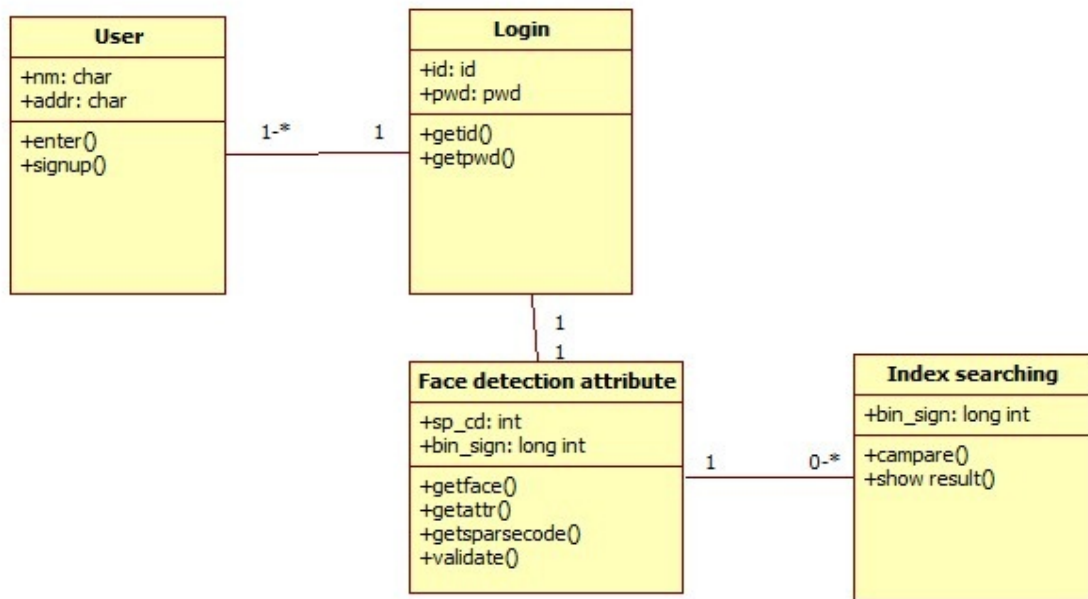 User
+nm: char
+addr: char
+enter()
+signup()
1-*
1
Login
+id: id
+pwd: pwd
+getid()
+getpwd()
1
1
Face detection attribute
+sp_cd: int
+bin_sign: long int
+getface()
+getattr()
+getsparsecode()
+validate()
1
0-*
Index searching
+bin_sign: long int
+campare()
+show result()